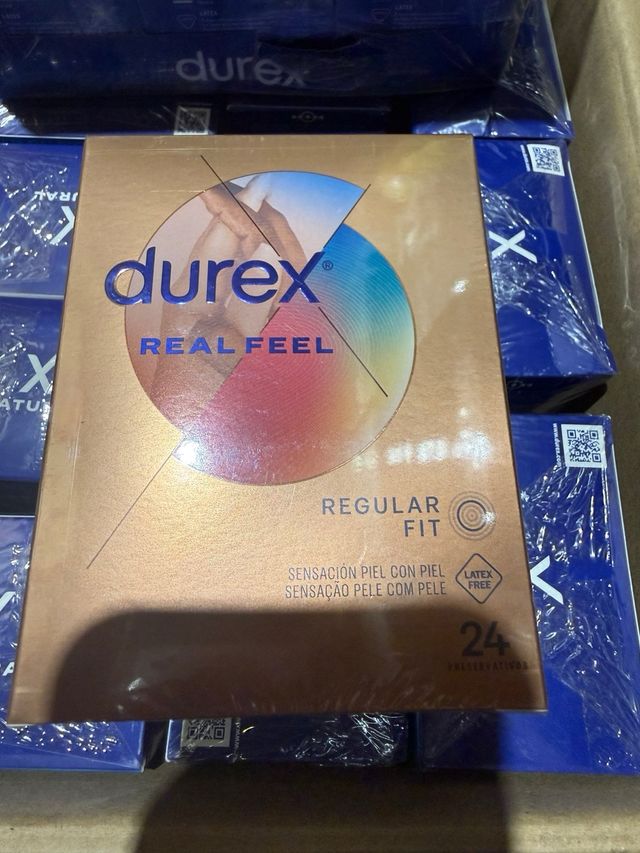 durex
durex®
REAL FEEL
REGULAR
FIT
SENSACIÓN PIEL CON PIEL
SENSAÇÃO PELE COM PELE
LATEX
FREE
24
PRESERVATIVOS